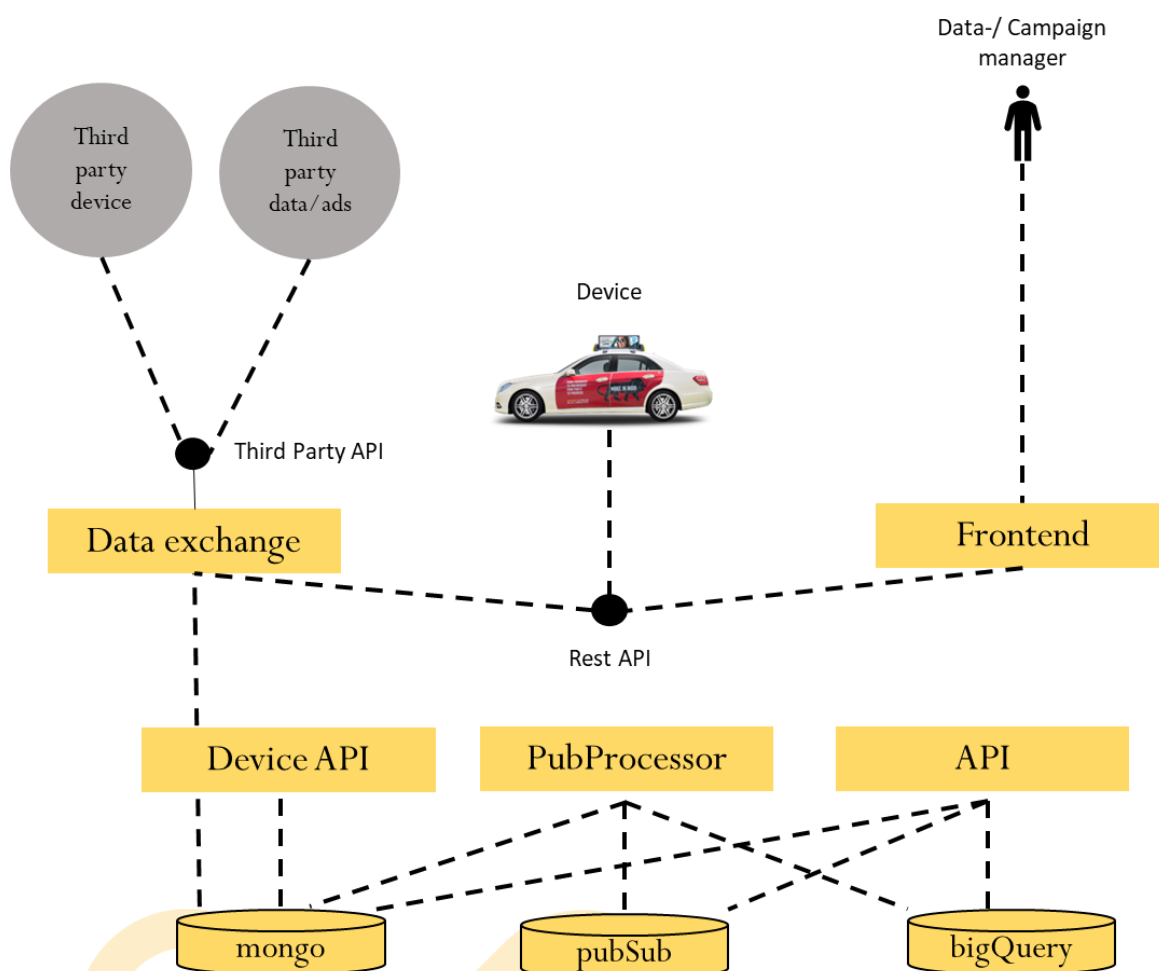 Data-/ Campaign
manager
Third
party
device
Third
party
data/ads
Device
Third Party API
Data exchange
Frontend
Rest API
Device API
PubProcessor
API
mongo
pubSub
bigQuery